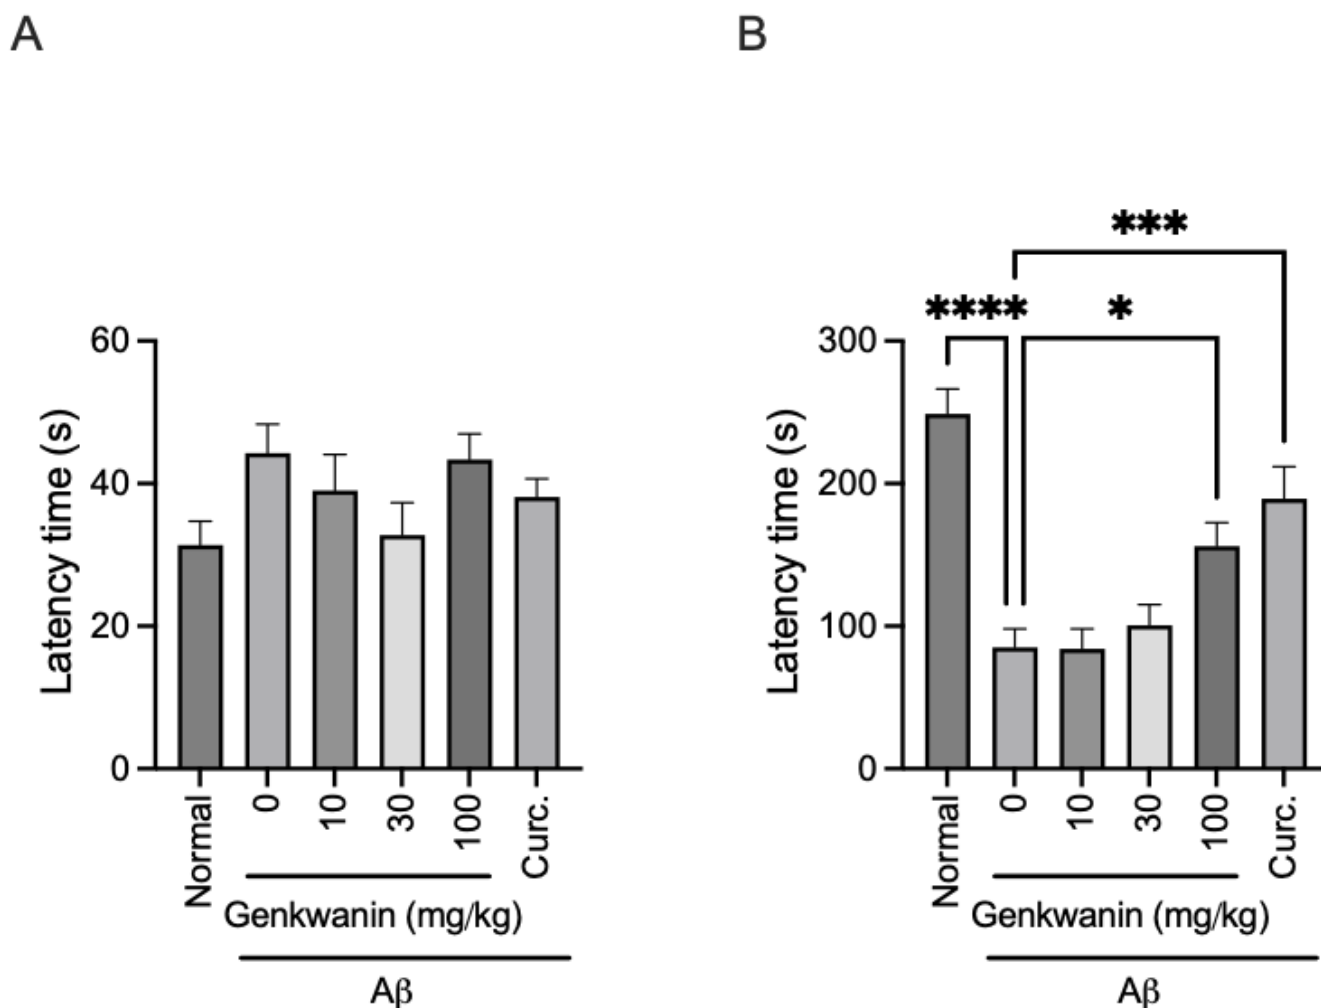 A
Latency time (s)
60
40
20
0
Normal
0
10
30
100
Curc.
Genkwanin (mg/kg)
Aβ
B
Latency time (s)
300
200
100
0
****
*
***
Normal
0
10
30
100
Curc.
Genkwanin (mg/kg)
Aβ